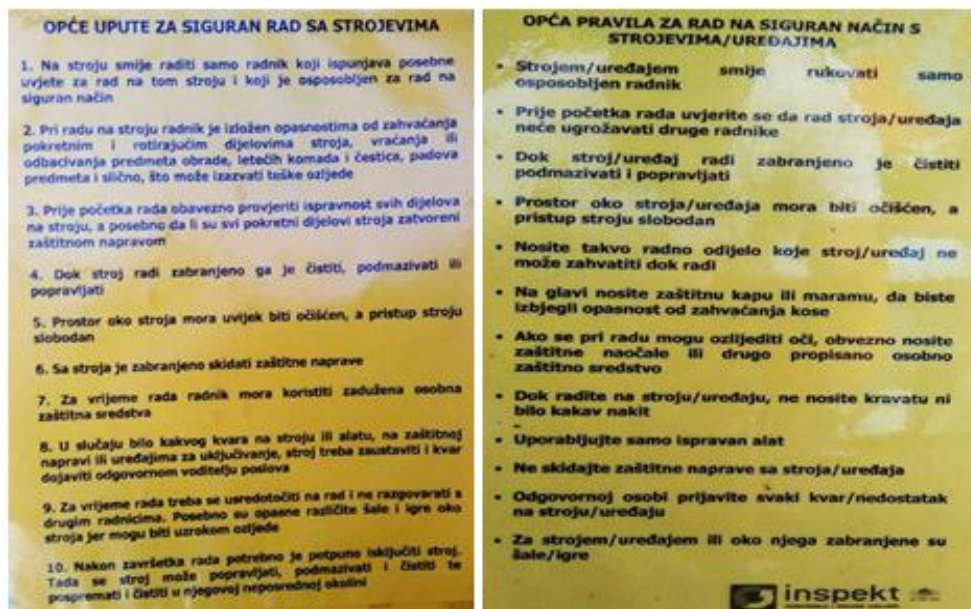 OPĆE UPUTE ZA SIGURAN RAD SA STROJEVIMA
1. Na stroju smije raditi samo radnik koji ispunjava posebne
uvjete za rad na tom stroju i koji je osposobljen za rad na
siguran način
2. Pri radu na stroju radnik je izložen opasnostima od zahvaćanja
pokretnim i rotirajućim dijelovima stroja, vraćanja ili
odbacivanja predmeta obrade, letećih komada i čestica, padova
predmeta i slično, što može izazvati teške ozljede
3. Prije početka rada obavezno provjeriti ispravnost svih dijelova
na stroju, a posebno da li su svi pokretni dijelovi stroja zatvoreni
zaštitnom napravom
4. Dok stroj radi zabranjeno ga je čistiti, podmazivati ili
popravljati
5. Prostor oko stroja mora uvijek biti očišćen, a pristup stroju
slobodan
6. Sa stroja je zabranjeno skidati zaštitne naprave
7. Za vrijeme rada radnik mora koristiti zadužena osobna
zaštitna sredstva
8. U slučaju bilo kakvog kvara na stroju ili alatu, na zaštitnoj
napravi ili uređajima za uključivanje, stroj treba zaustaviti i kvar
dojaviti odgovornom voditelju poslova
9. Za vrijeme rada treba se usredotočiti na rad i ne razgovarati s
drugim radnicima. Posebno su opasne različite šale i igre oko
stroja jer mogu biti uzrokom ozljede
10. Nakon završetka rada potrebno je potpuno isključiti stroj.
Tada se stroj može popravljati, podmazivati i čistiti te
pospremati i čistiti u njegovoj neposrednoj okolini
OPĆA PRAVILA ZA RAD NA SIGURAN NAČIN S
STROJEVIMA/UREĐAJIMA
• Strojem/uređajem smije rukovati samo
osposobljen radnik
• Prije početka rada uvjerite se da rad stroja/uređaja
neće ugrožavati druge radnike
• Dok stroj/uređaj radi zabranjeno je čistiti
podmazivati i popravljati
• Prostor oko stroja/uređaja mora biti očišćen, a
pristup stroju slobodan
• Nosite takvo radno odijelo koje stroj/uređaj ne
može zahvatiti dok radi
• Na glavi nosite zaštitnu kapu ili maramu, da biste
izbjegli opasnost od zahvaćanja kose
• Ako se pri radu mogu ozlijediti oči, obvezno nosite
zaštitne naočale ili drugo propisano osobno
zaštitno sredstvo
• Dok radite na stroju/uređaju, ne nosite kravatu ni
bilo kakav nakit
• Uporabljujte samo ispravan alat
• Ne skidajte zaštitne naprave sa stroja/uređaja
• Odgovornoj osobi prijavite svaki kvar/nedostatak
na stroju/uređaju
• Za strojem/uređajem ili oko njega zabranjene su
šale/igre
inspekt